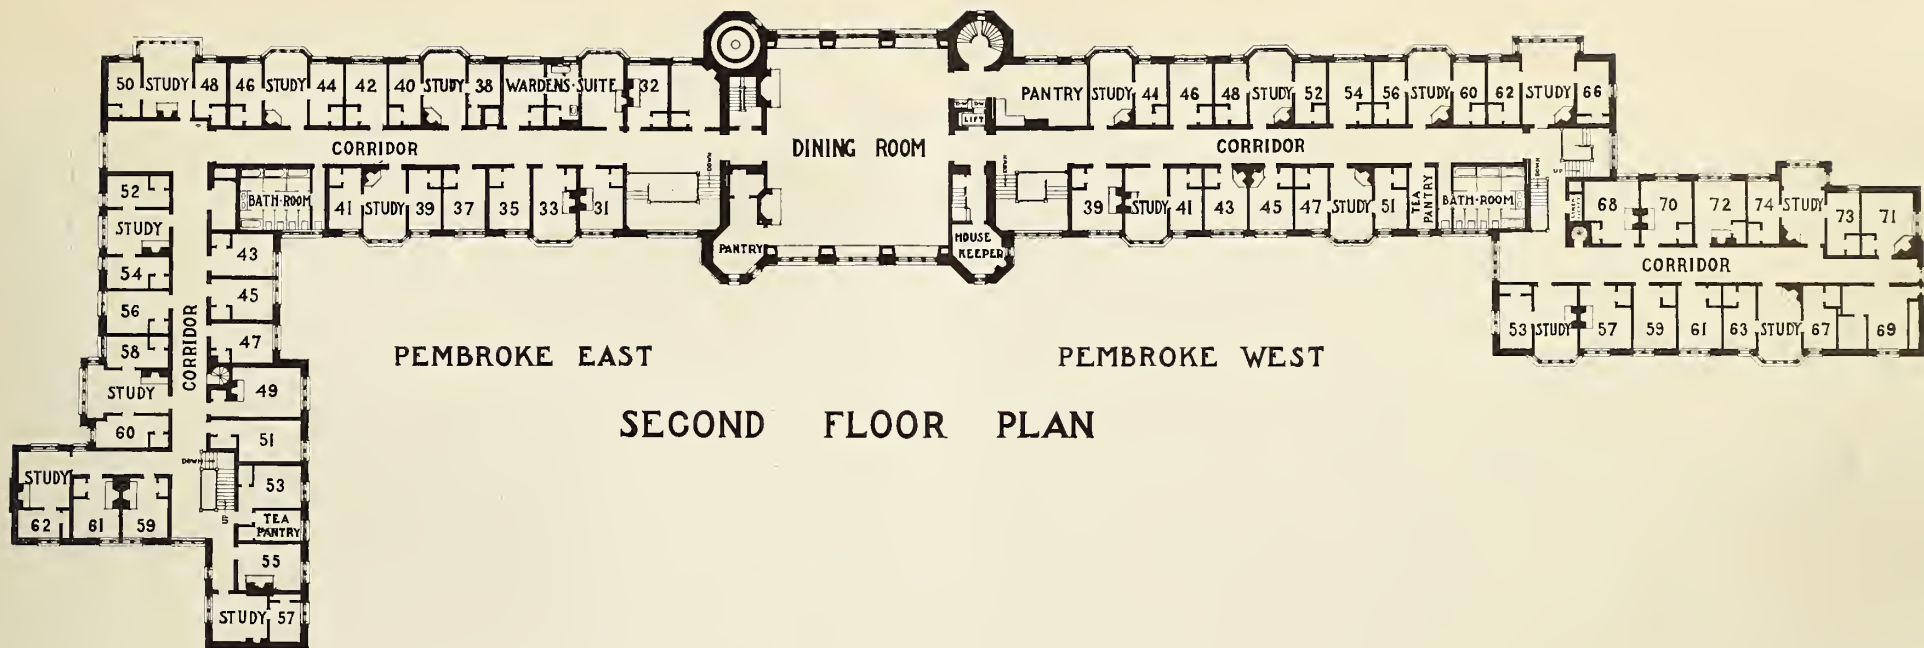 50 STUDY 48 46 STUDY 44 42 40 STUDY 38 WARDENS·SUITE 32
PANTRY STUDY 44 46 48 STUDY 52 54 56 STUDY 60 62 STUDY 66
LIFT
CORRIDOR
DINING ROOM
CORRIDOR
DOWN
DOWN
DOWN
UP
52
STUDY
54
56
58
STUDY
60
BATH·ROOM
41 STUDY 39 37 35 33 31
PANTRY
HOUSE
KEEPER
39 STUDY 41 43 45 47 STUDY 51
TEA
PANTRY
BATH·ROOM
68 70 72 74 STUDY 73 71
CORRIDOR
53 STUDY 57 59 61 63 STUDY 67 69
CORRIDOR
43
45
47
49
51
DOWN
53
TEA
PANTRY
55
STUDY 57
STUDY
62 61 59
PEMBROKE EAST
PEMBROKE WEST
SECOND FLOOR PLAN